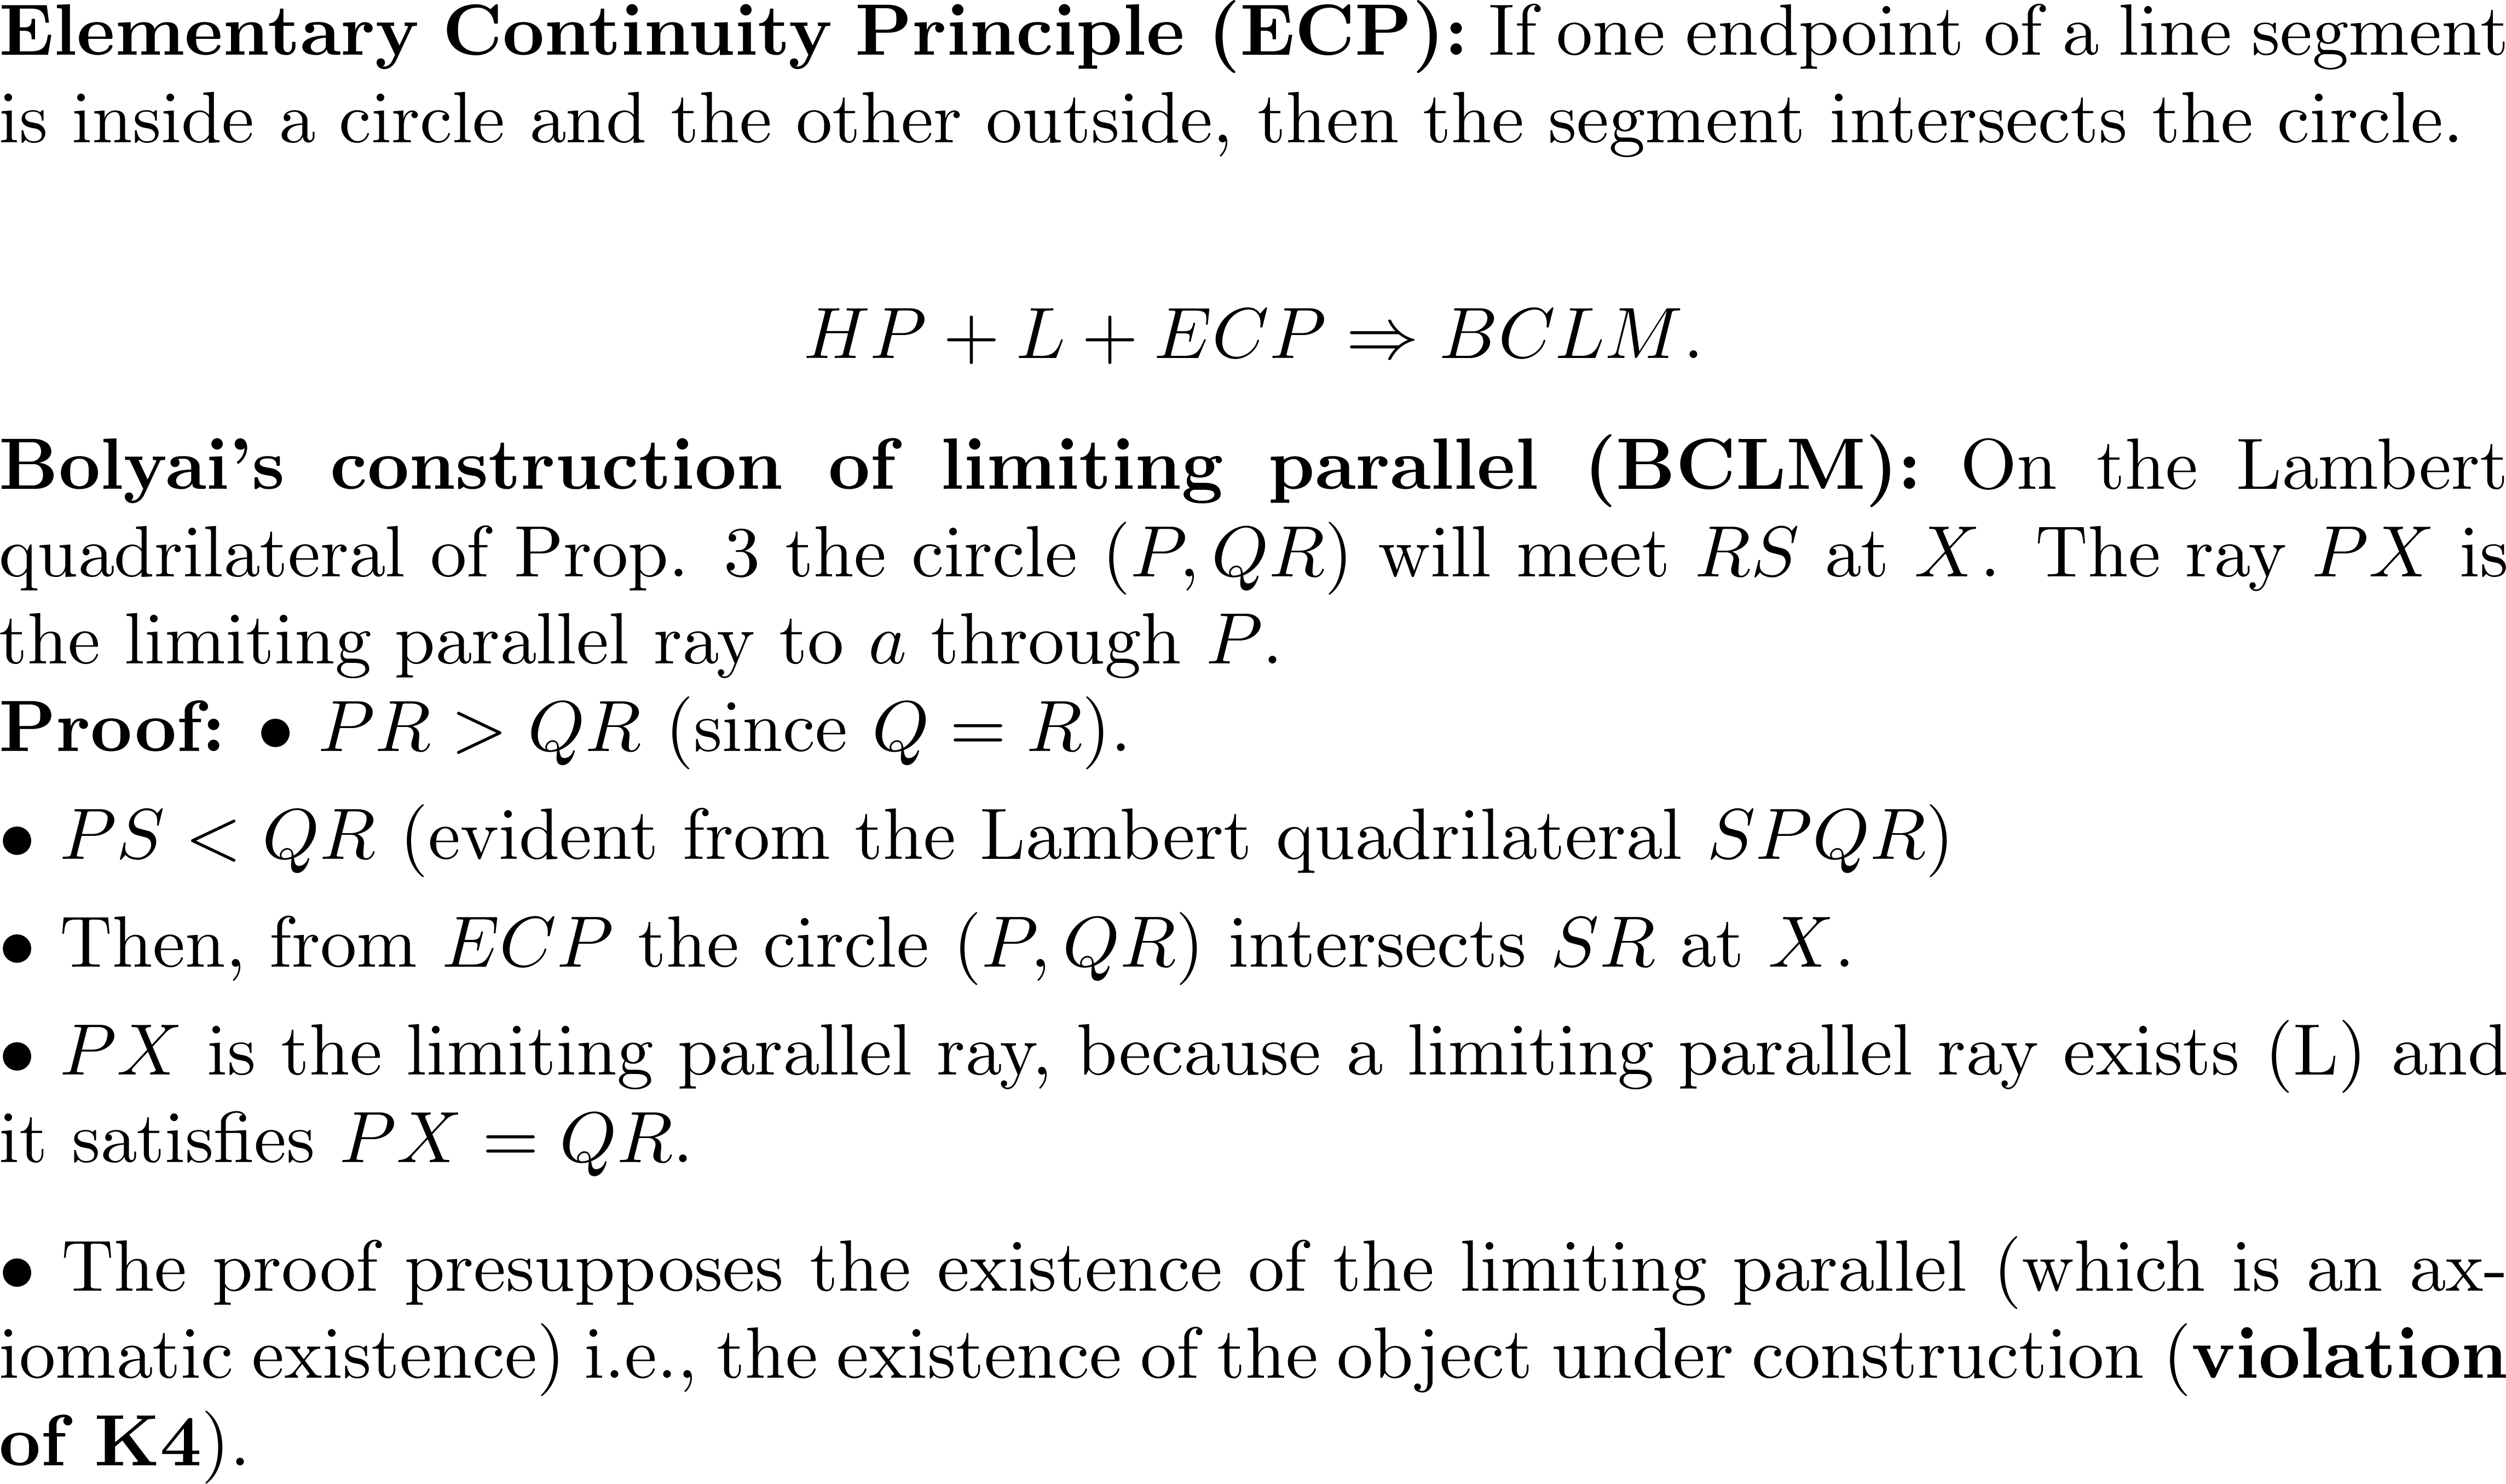 Elementary Continuity Principle (ECP): If one endpoint of a line segment
is inside a circle and the other outside, then the segment intersects the circle.
HP + L + ECP ⇒ BCLM.
Bolyai's construction of limiting parallel (BCLM): On the Lambert
quadrilateral of Prop. 3 the circle (P, QR) will meet RS at X. The ray PX is
the limiting parallel ray to a through P.
Proof: • PR > QR (since Q = R).
• PS < QR (evident from the Lambert quadrilateral SPQR)
• Then, from ECP the circle (P, QR) intersects SR at X.
• PX is the limiting parallel ray, because a limiting parallel ray exists (L) and
it satisfies PX = QR.
• The proof presupposes the existence of the limiting parallel (which is an ax-
iomatic existence) i.e., the existence of the object under construction (violation
of K4).